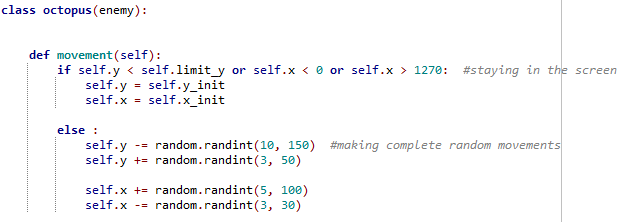 class octopus(enemy):
def movement(self):
if self.y < self.limit_y or self.x < 0 or self.x > 1270:  #staying in the screen
self.y = self.y_init
self.x = self.x_init
else :
self.y -= random.randint(10, 150)  #making complete random movements
self.y += random.randint(3, 50)
self.x += random.randint(5, 100)
self.x -= random.randint(3, 30)